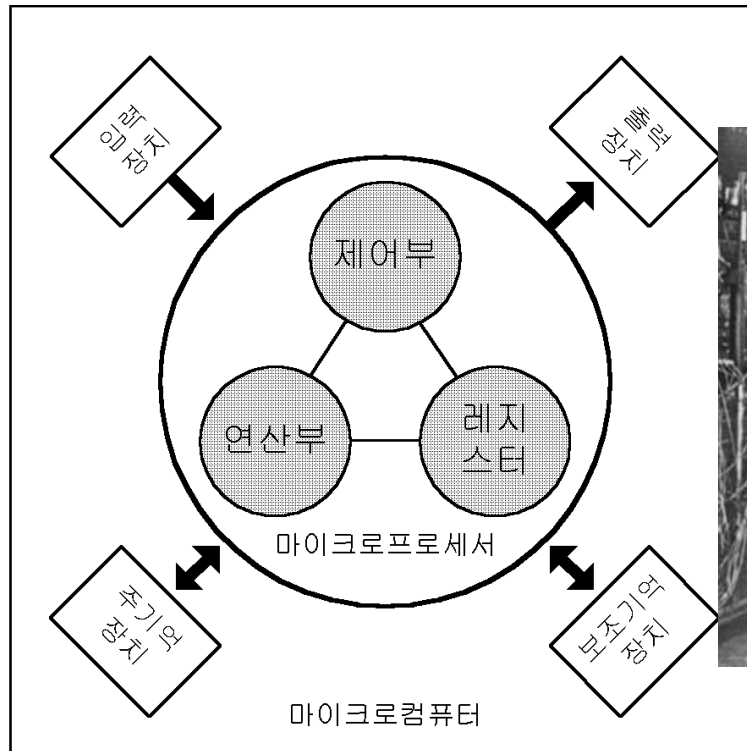 입력
장치
출력
장치
제어부
연산부
레지
스터
마이크로프로세서
주기억
장치
보조기억
장치
마이크로컴퓨터